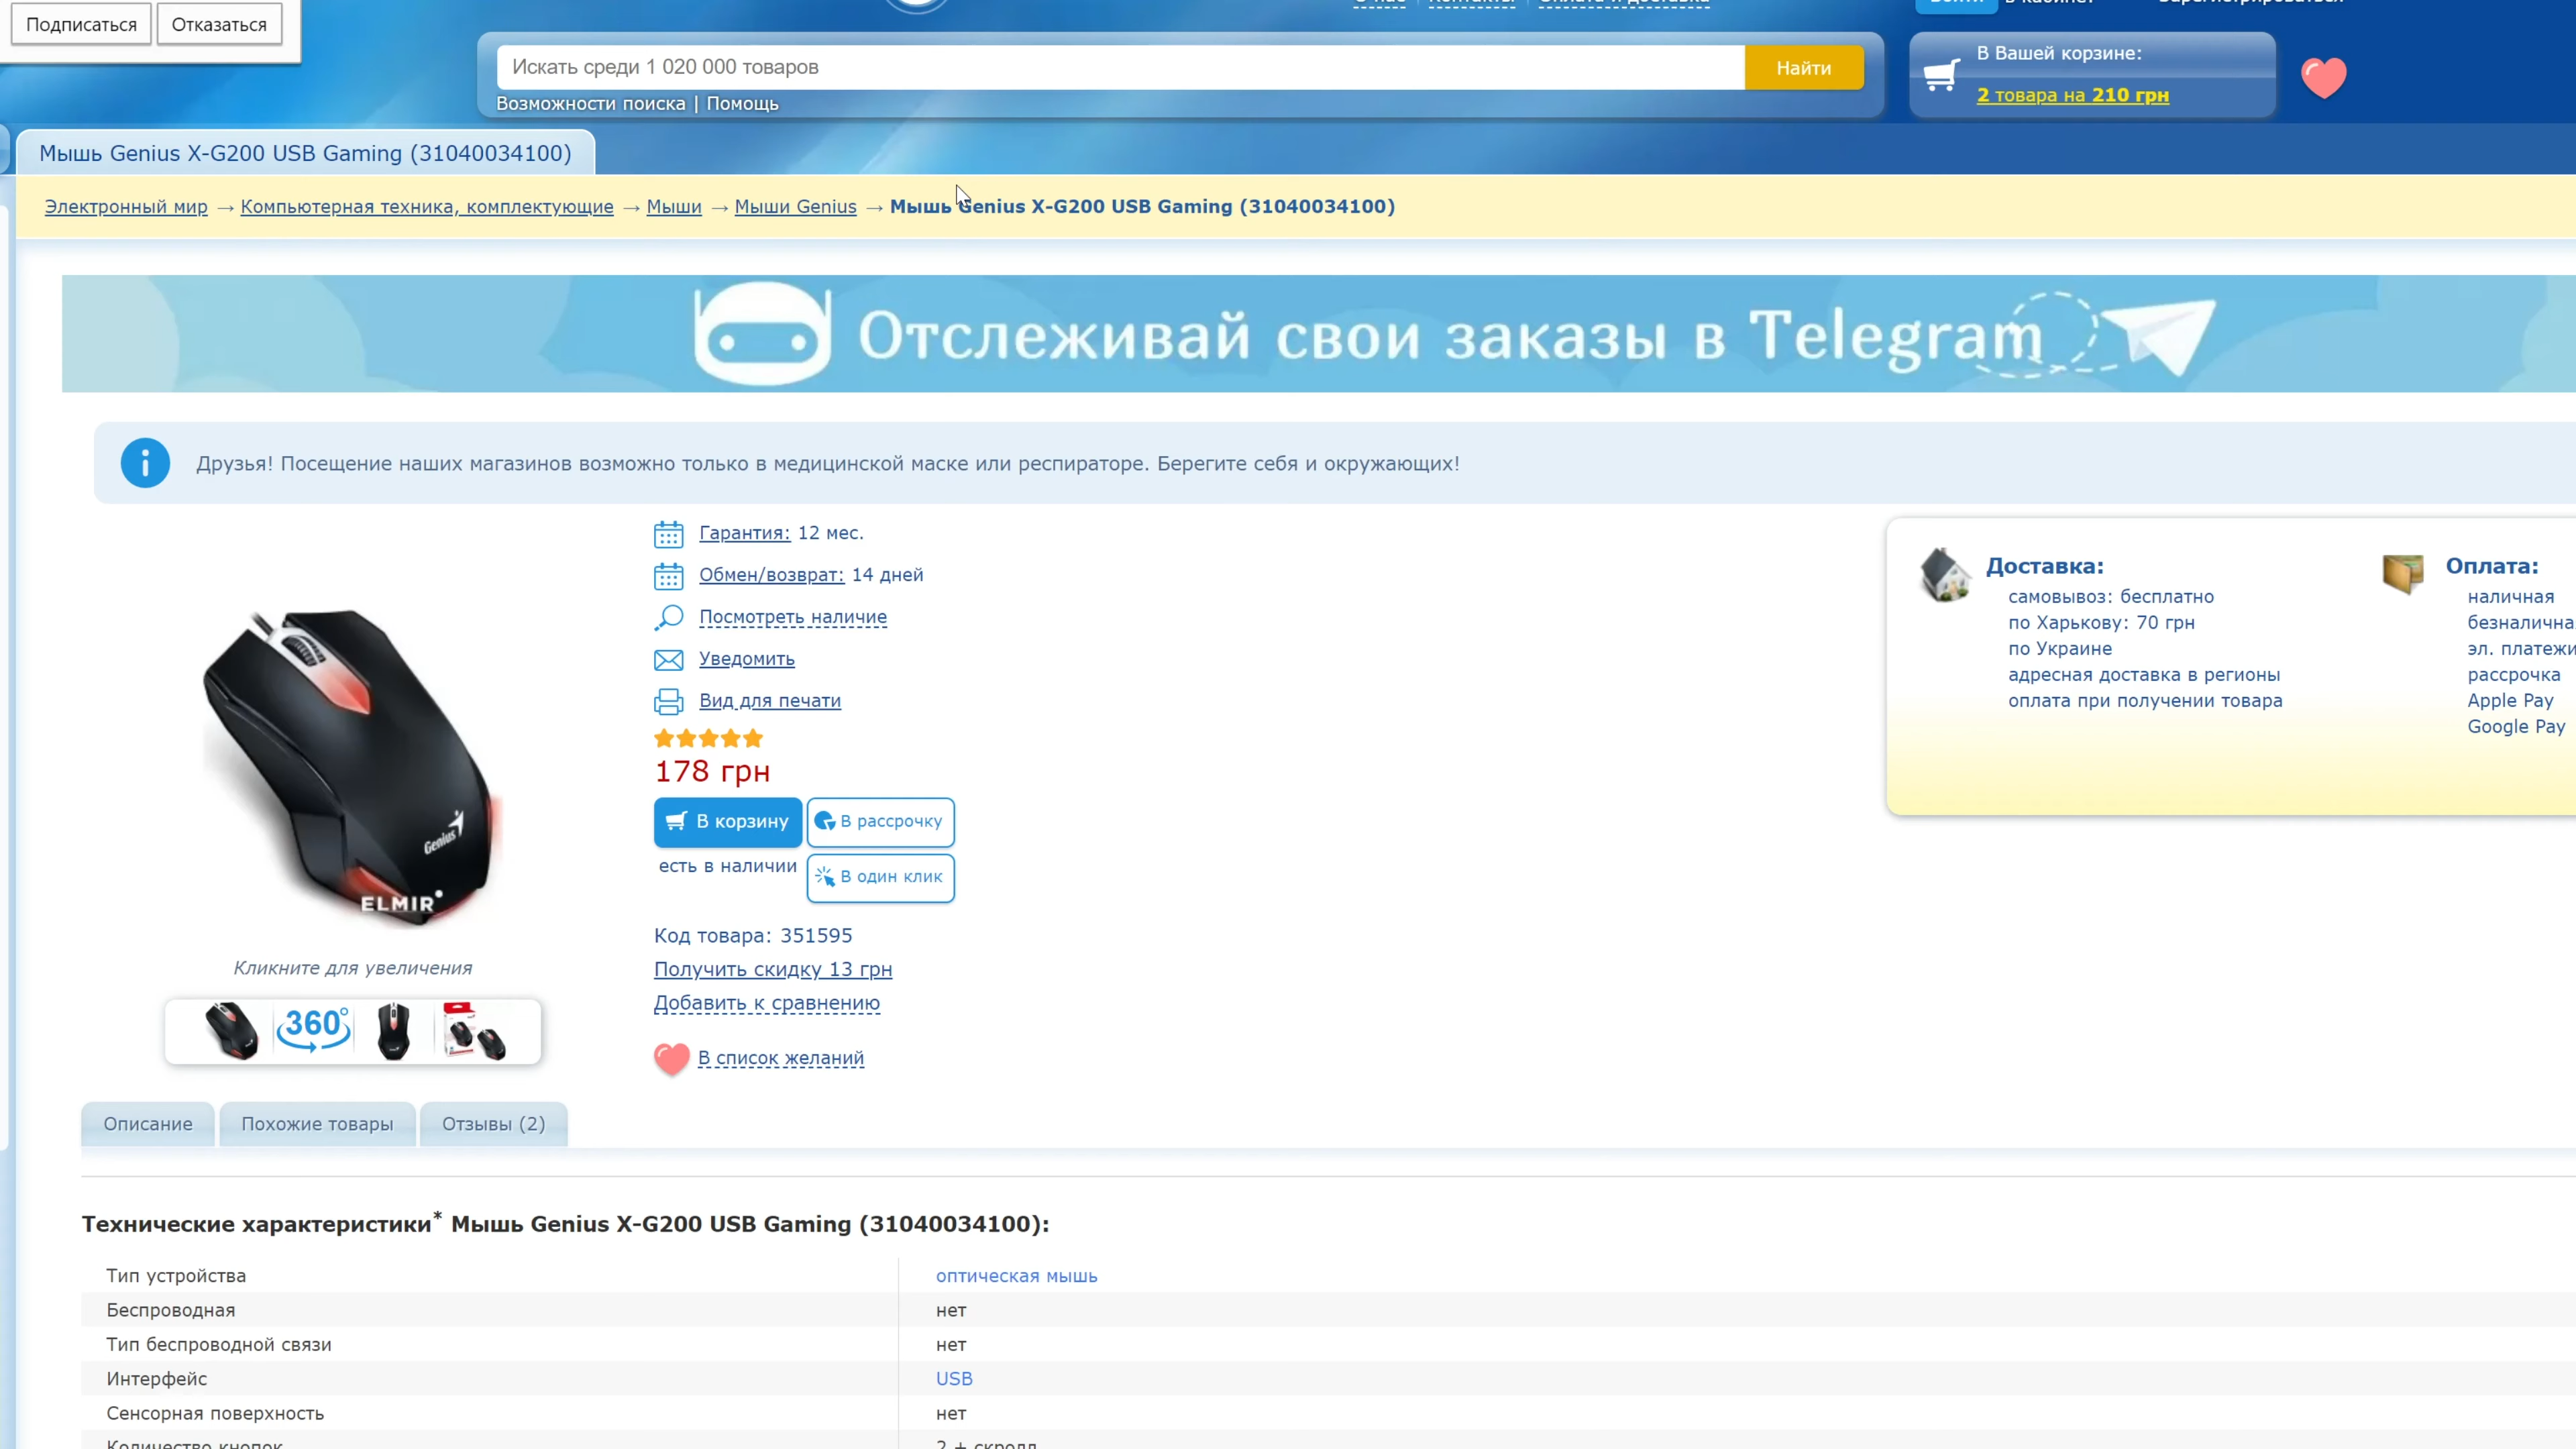 Подписаться
Отказаться
Искать среди 1 020 000 товаров
Найти
Возможности поиска | Помощь
В Вашей корзине:
2 товара на 210 грн
Мышь Genius X-G200 USB Gaming (31040034100)
Электронный мир → Компьютерная техника, комплектующие → Мыши → Мыши Genius → Мышь Genius X-G200 USB Gaming (31040034100)
Отслеживай свои заказы в Telegram
Друзья! Посещение наших магазинов возможно только в медицинской маске или респираторе. Берегите себя и окружающих!
Genius
ELMIR
Кликните для увеличения
360°
Гарантия: 12 мес.
Обмен/возврат: 14 дней
Посмотреть наличие
Уведомить
Вид для печати
178 грн
В корзину
В рассрочку
есть в наличии
В один клик
Код товара: 351595
Получить скидку 13 грн
Добавить к сравнению
В список желаний
Доставка:
самовывоз: бесплатно
по Харькову: 70 грн
по Украине
адресная доставка в регионы
оплата при получении товара
Оплата:
наличная
безналична
эл. платежи
рассрочка
Apple Pay
Google Pay
Описание
Похожие товары
Отзывы (2)
Технические характеристики* Мышь Genius X-G200 USB Gaming (31040034100):
Тип устройства оптическая мышь
Беспроводная нет
Тип беспроводной связи нет
Интерфейс USB
Сенсорная поверхность нет
Количество кнопок 2 + скролл